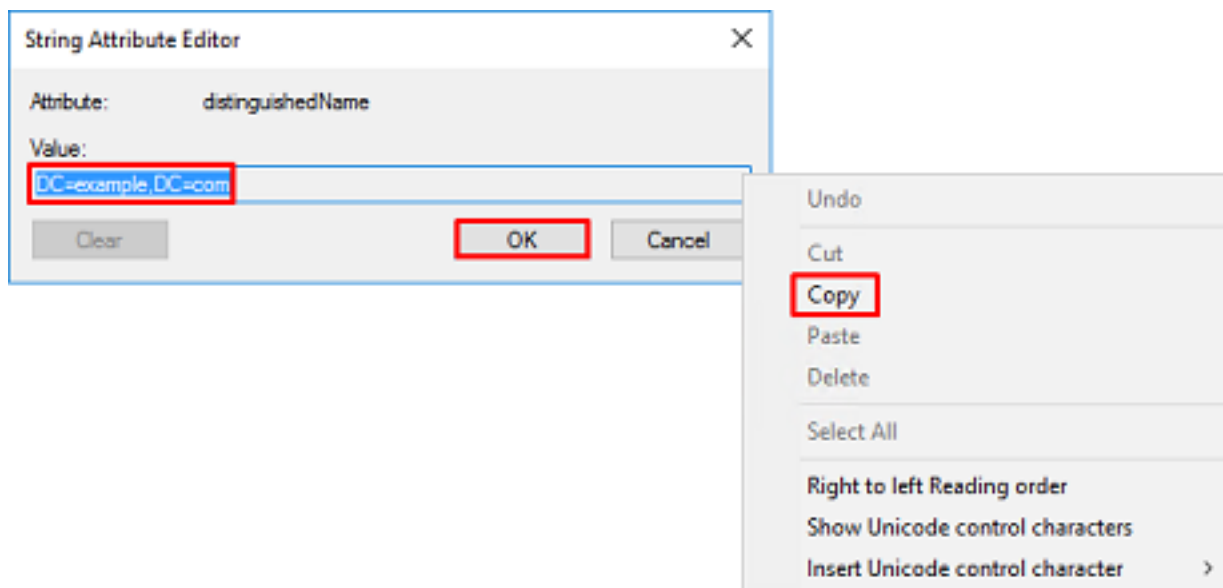 String Attribute Editor
Attribute: distinguishedName
Value:
DC=example,DC=com
Clear OK Cancel
Undo
Cut
Copy
Paste
Delete
Select All
Right to left Reading order
Show Unicode control characters
Insert Unicode control character